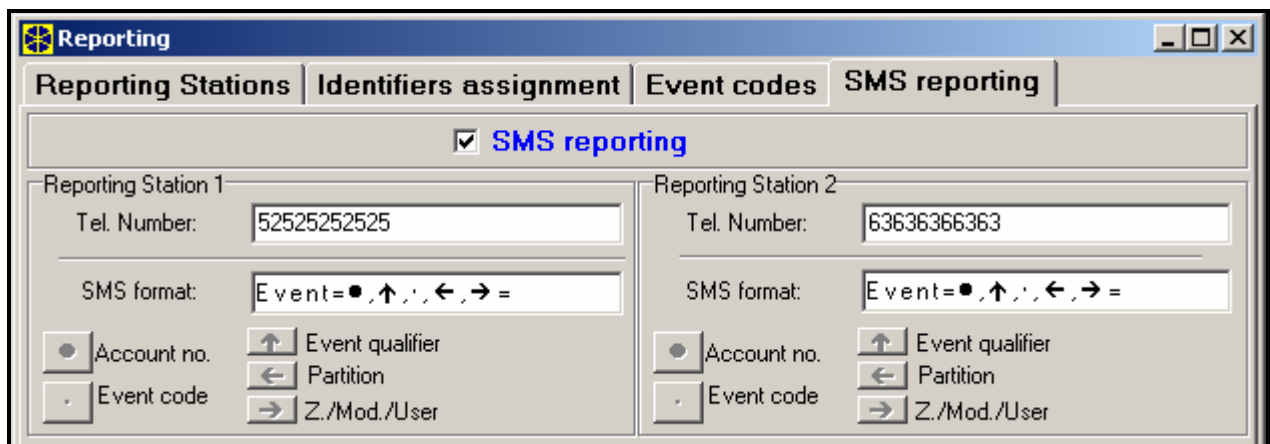 Reporting
Reporting Stations Identifiers assignment Event codes SMS reporting
SMS reporting
Reporting Station 1
Tel. Number: 52525252525
SMS format: Event=●,↑,·,←,→=
Account no. ↑ Event qualifier
← Partition
Event code → Z./Mod./User
Reporting Station 2
Tel. Number: 63636366363
SMS format: Event=●,↑,·,←,→=
Account no. ↑ Event qualifier
← Partition
Event code → Z./Mod./User